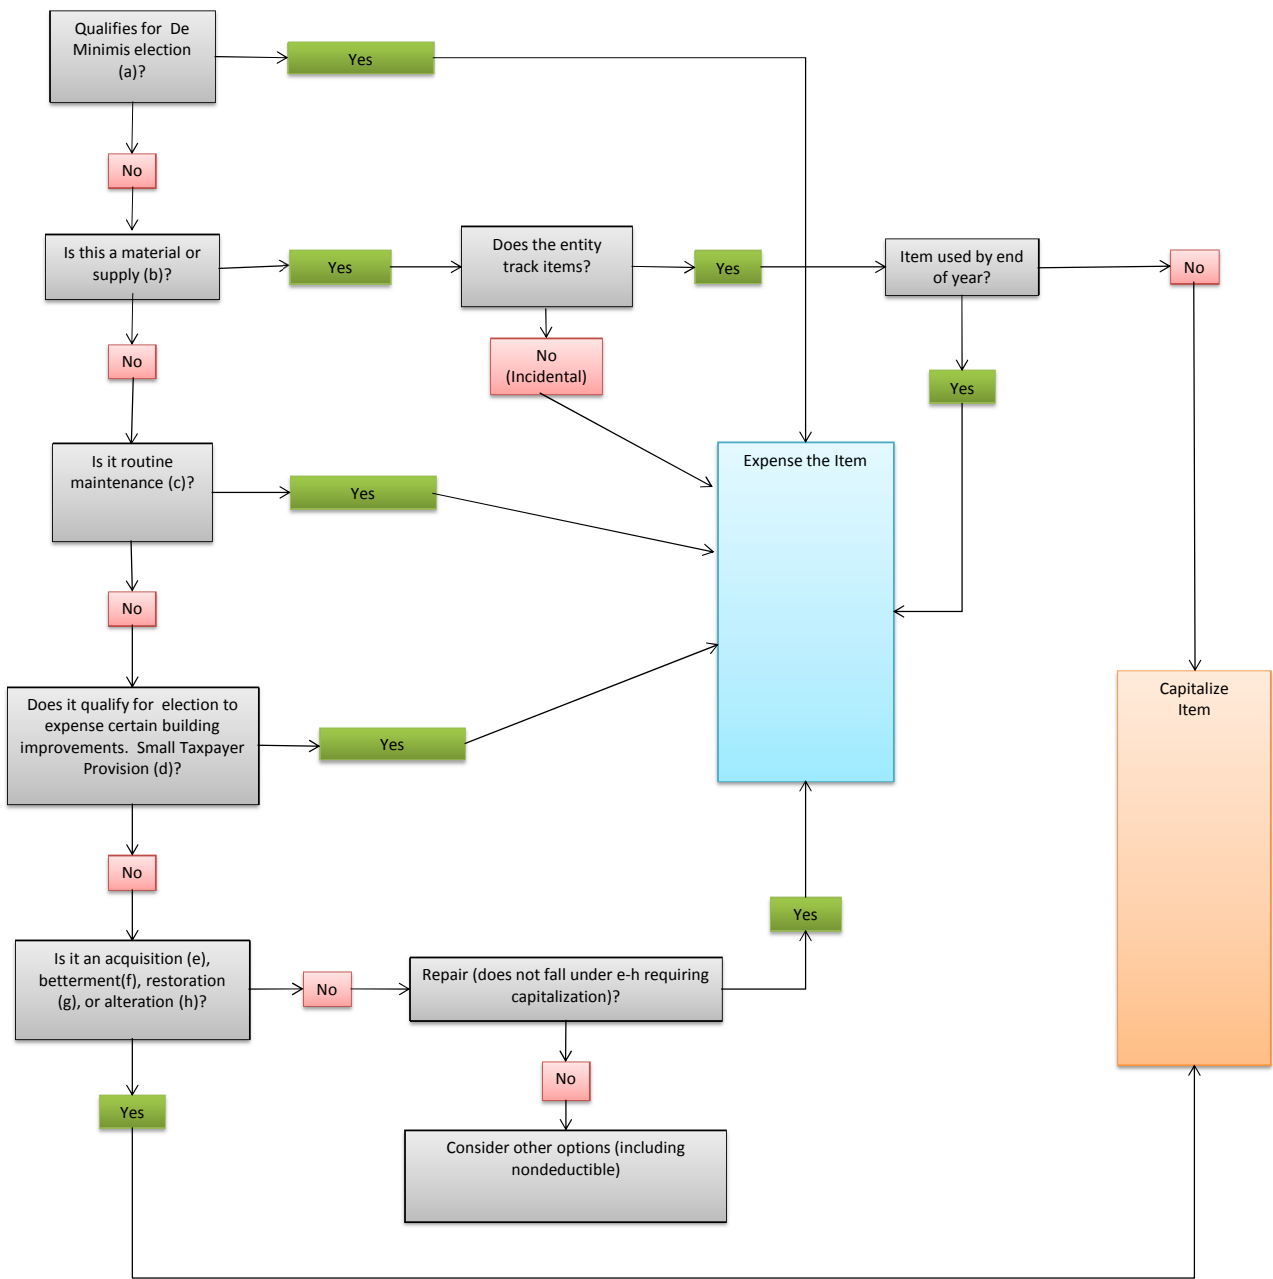 Qualifies for De
Minimis election
(a)?
Yes
No
Is this a material or
supply (b)?
Yes
Does the entity
track items?
Yes
Item used by end
of year?
No
No
No
(Incidental)
Yes
Is it routine
maintenance (c)?
Yes
Expense the Item
No
Does it qualify for election to
expense certain building
improvements. Small Taxpayer
Provision (d)?
Yes
Capitalize
Item
No
Yes
Is it an acquisition (e),
betterment(f), restoration
(g), or alteration (h)?
No
Repair (does not fall under e-h requiring
capitalization)?
No
Yes
Consider other options (including
nondeductible)